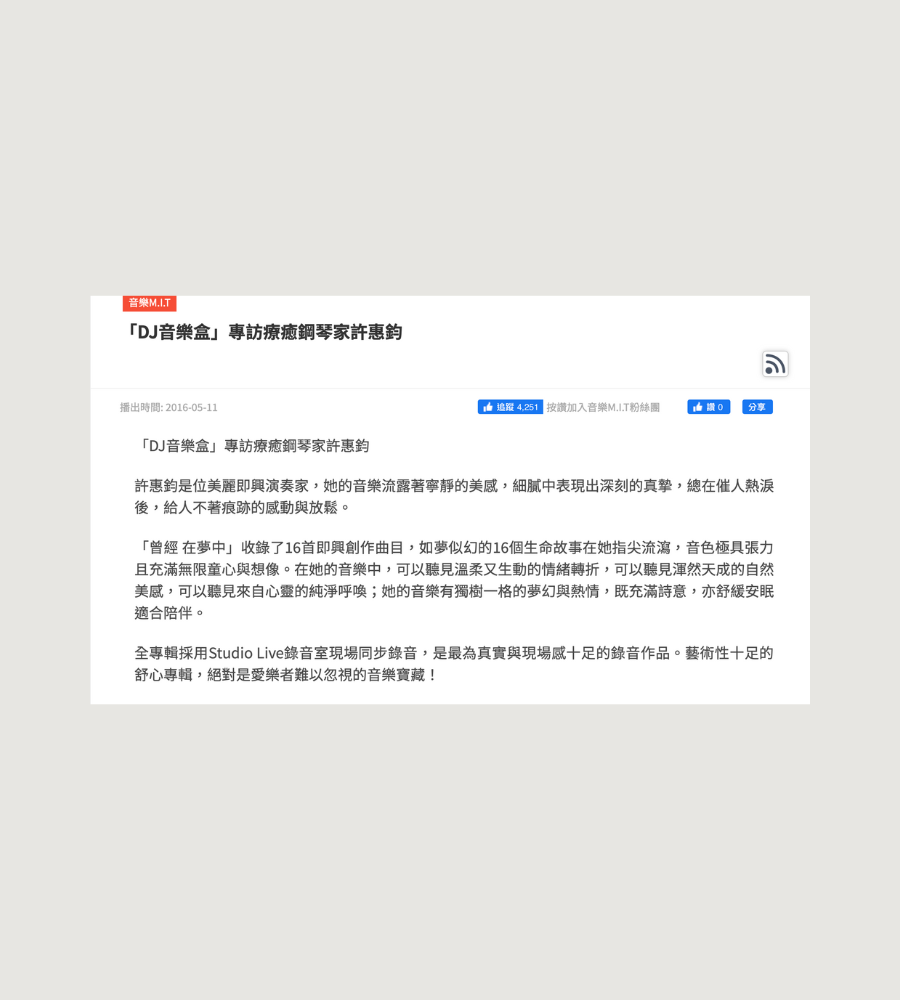 音樂M.I.T
「DJ音樂盒」專訪療癒鋼琴家許惠鈞
播出時間: 2016-05-11
追蹤 4,251 按讚加入音樂M.I.T粉絲團 讚 0 分享
「DJ音樂盒」專訪療癒鋼琴家許惠鈞
許惠鈞是位美麗即興演奏家，她的音樂流露著寧靜的美感，細膩中表現出深刻的真摯，總在催人熱淚
後，給人不著痕跡的感動與放鬆。
「曾經 在夢中」收錄了16首即興創作曲目，如夢似幻的16個生命故事在她指尖流瀉，音色極具張力
且充滿無限童心與想像。在她的音樂中，可以聽見溫柔又生動的情緒轉折，可以聽見渾然天成的自然
美感，可以聽見來自心靈的純淨呼喚；她的音樂有獨樹一格的夢幻與熱情，既充滿詩意，亦舒緩安眠
適合陪伴。
全專輯採用Studio Live錄音室現場同步錄音，是最為真實與現場感十足的錄音作品。藝術性十足的
舒心專輯，絕對是愛樂者難以忽視的音樂寶藏！